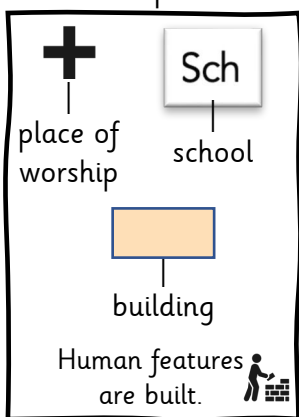 Sch
place of
worship
school
building
Human features
are built.